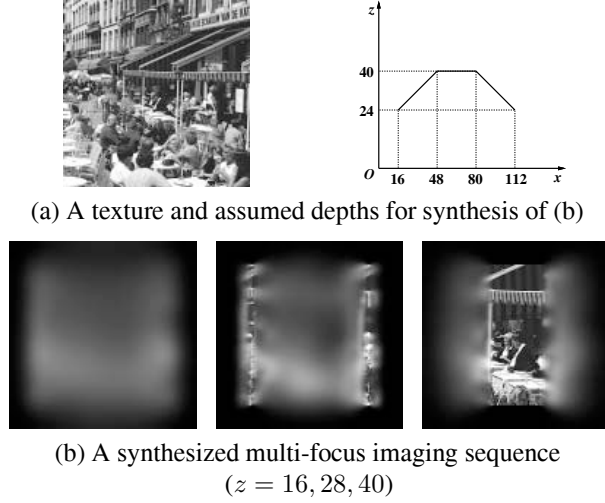 z
40
24
O
16 48 80 112 x
(a) A texture and assumed depths for synthesis of (b)
(b) A synthesized multi-focus imaging sequence
(z = 16, 28, 40)